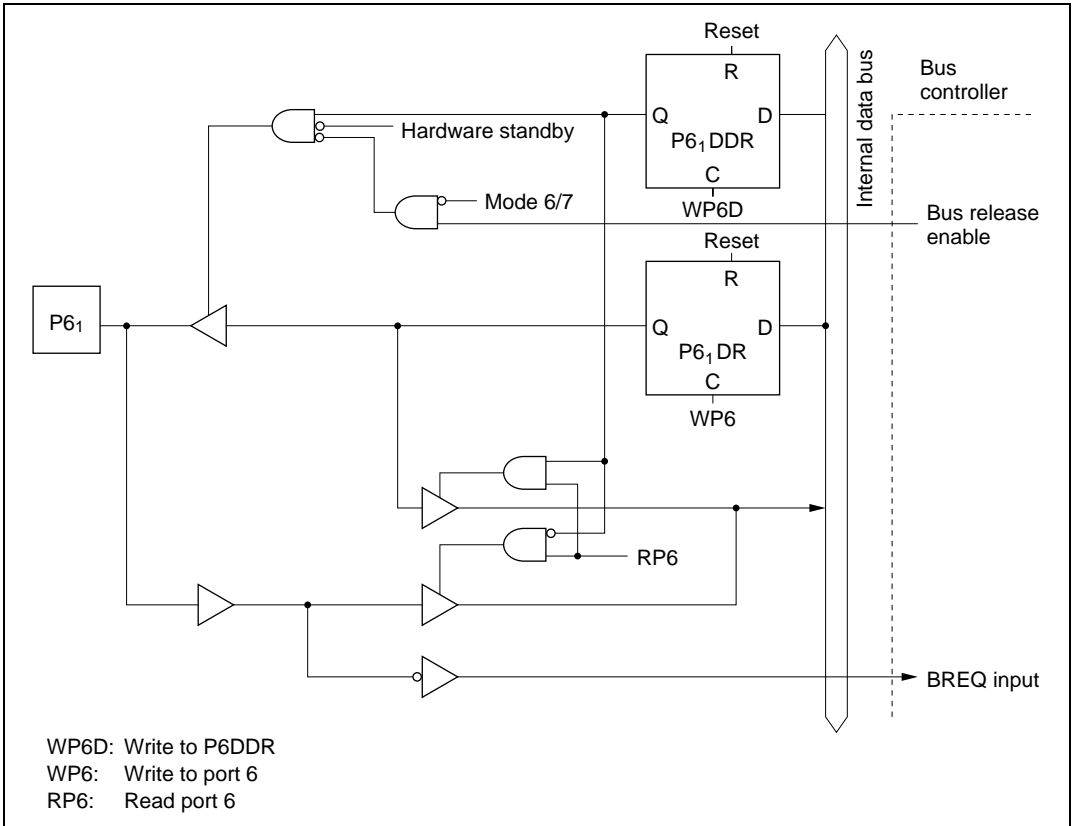 Reset
R
Bus
controller
Internal data bus
Q
D
P6₁DDR
C
WP6D
Hardware standby
Mode 6/7
Bus release
enable
Reset
R
P6₁
Q
D
P6₁DR
C
WP6
RP6
BREQ input
WP6D: Write to P6DDR
WP6: Write to port 6
RP6: Read port 6